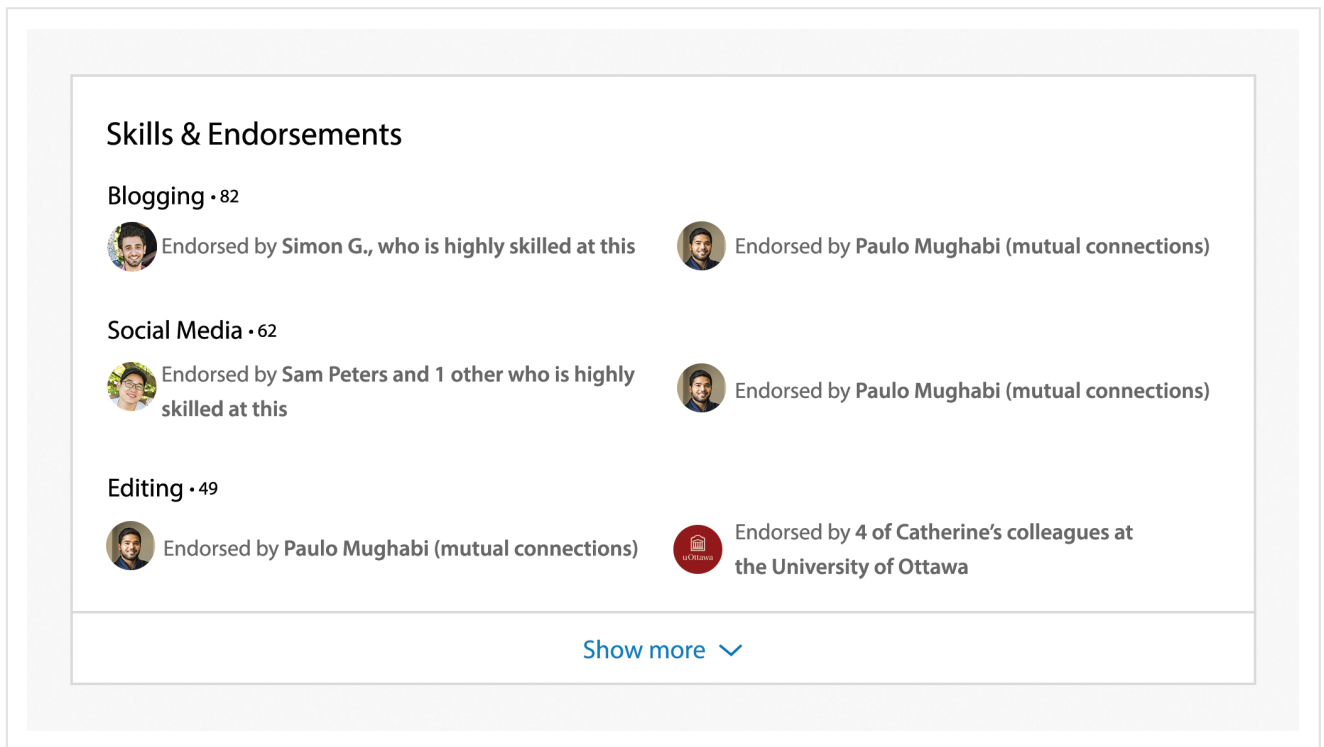 Skills & Endorsements
Blogging • 82
Endorsed by Simon G., who is highly skilled at this
Endorsed by Paulo Mughabi (mutual connections)
Social Media • 62
Endorsed by Sam Peters and 1 other who is highly
skilled at this
Endorsed by Paulo Mughabi (mutual connections)
Editing • 49
Endorsed by Paulo Mughabi (mutual connections)
uOttawa
Endorsed by 4 of Catherine’s colleagues at
the University of Ottawa
Show more